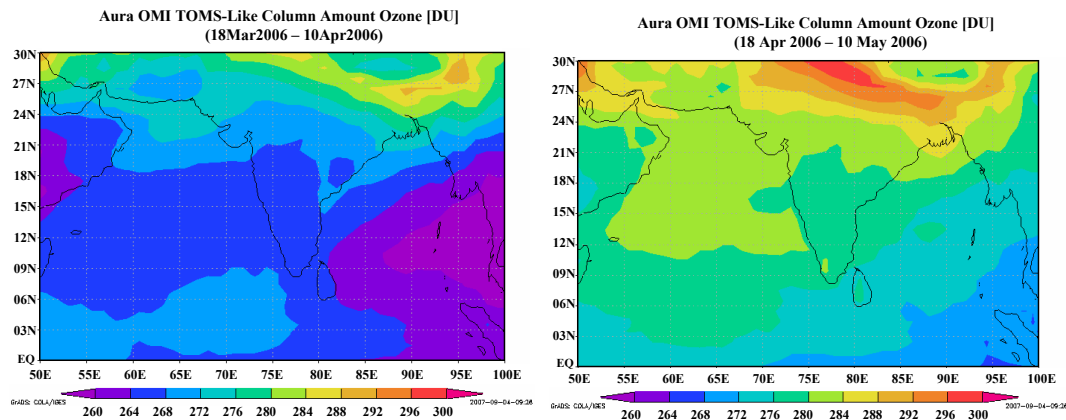 Aura OMI TOMS-Like Column Amount Ozone [DU]
(18Mar2006 – 10Apr2006)
30N
27N
24N
21N
18N
15N
12N
09N
06N
03N
EQ
50E 55E 60E 65E 70E 75E 80E 85E 90E 95E 100E
260 264 268 272 276 280 284 288 292 296 300
GrADS: COLA/IGES
2007-09-04-09:26
Aura OMI TOMS-Like Column Amount Ozone [DU]
(18 Apr 2006 – 10 May 2006)
30N
27N
24N
21N
18N
15N
12N
09N
06N
03N
EQ
50E 55E 60E 65E 70E 75E 80E 85E 90E 95E 100E
260 264 268 272 276 280 284 288 292 296 300
GrADS: COLA/IGES
2007-09-04-09:26